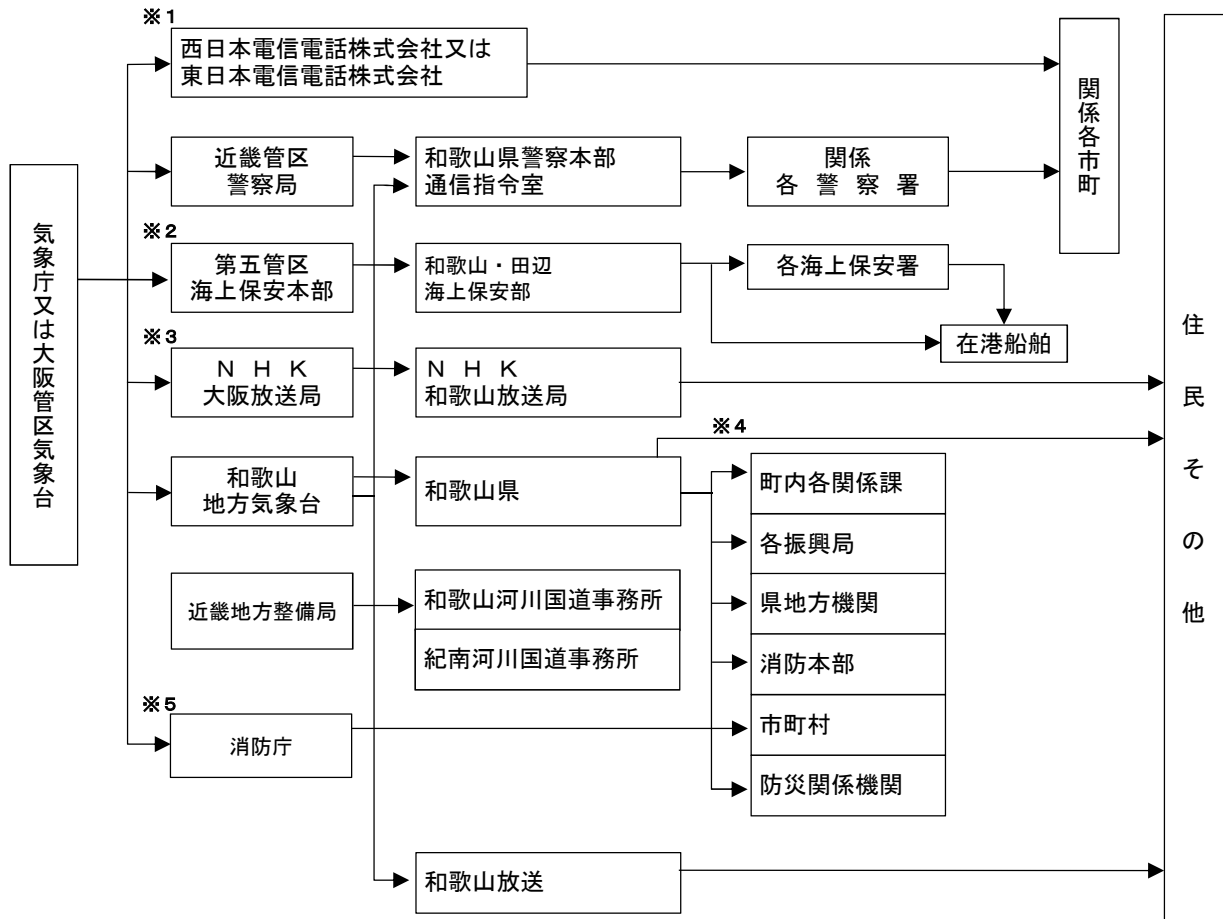 ※1
西日本電信電話株式会社又は
東日本電信電話株式会社
関係各市町
近畿管区
警察局
和歌山県警察本部
通信指令室
関係
各 警 察 署
気象庁又は大阪管区気象台
※2
第五管区
海上保安本部
和歌山・田辺
海上保安部
各海上保安署
在港船舶
住民その他
※3
N H K
大阪放送局
N H K
和歌山放送局
※4
和歌山
地方気象台
和歌山県
町内各関係課
各振興局
県地方機関
消防本部
市町村
防災関係機関
近畿地方整備局
和歌山河川国道事務所
紀南河川国道事務所
※5
消防庁
和歌山放送